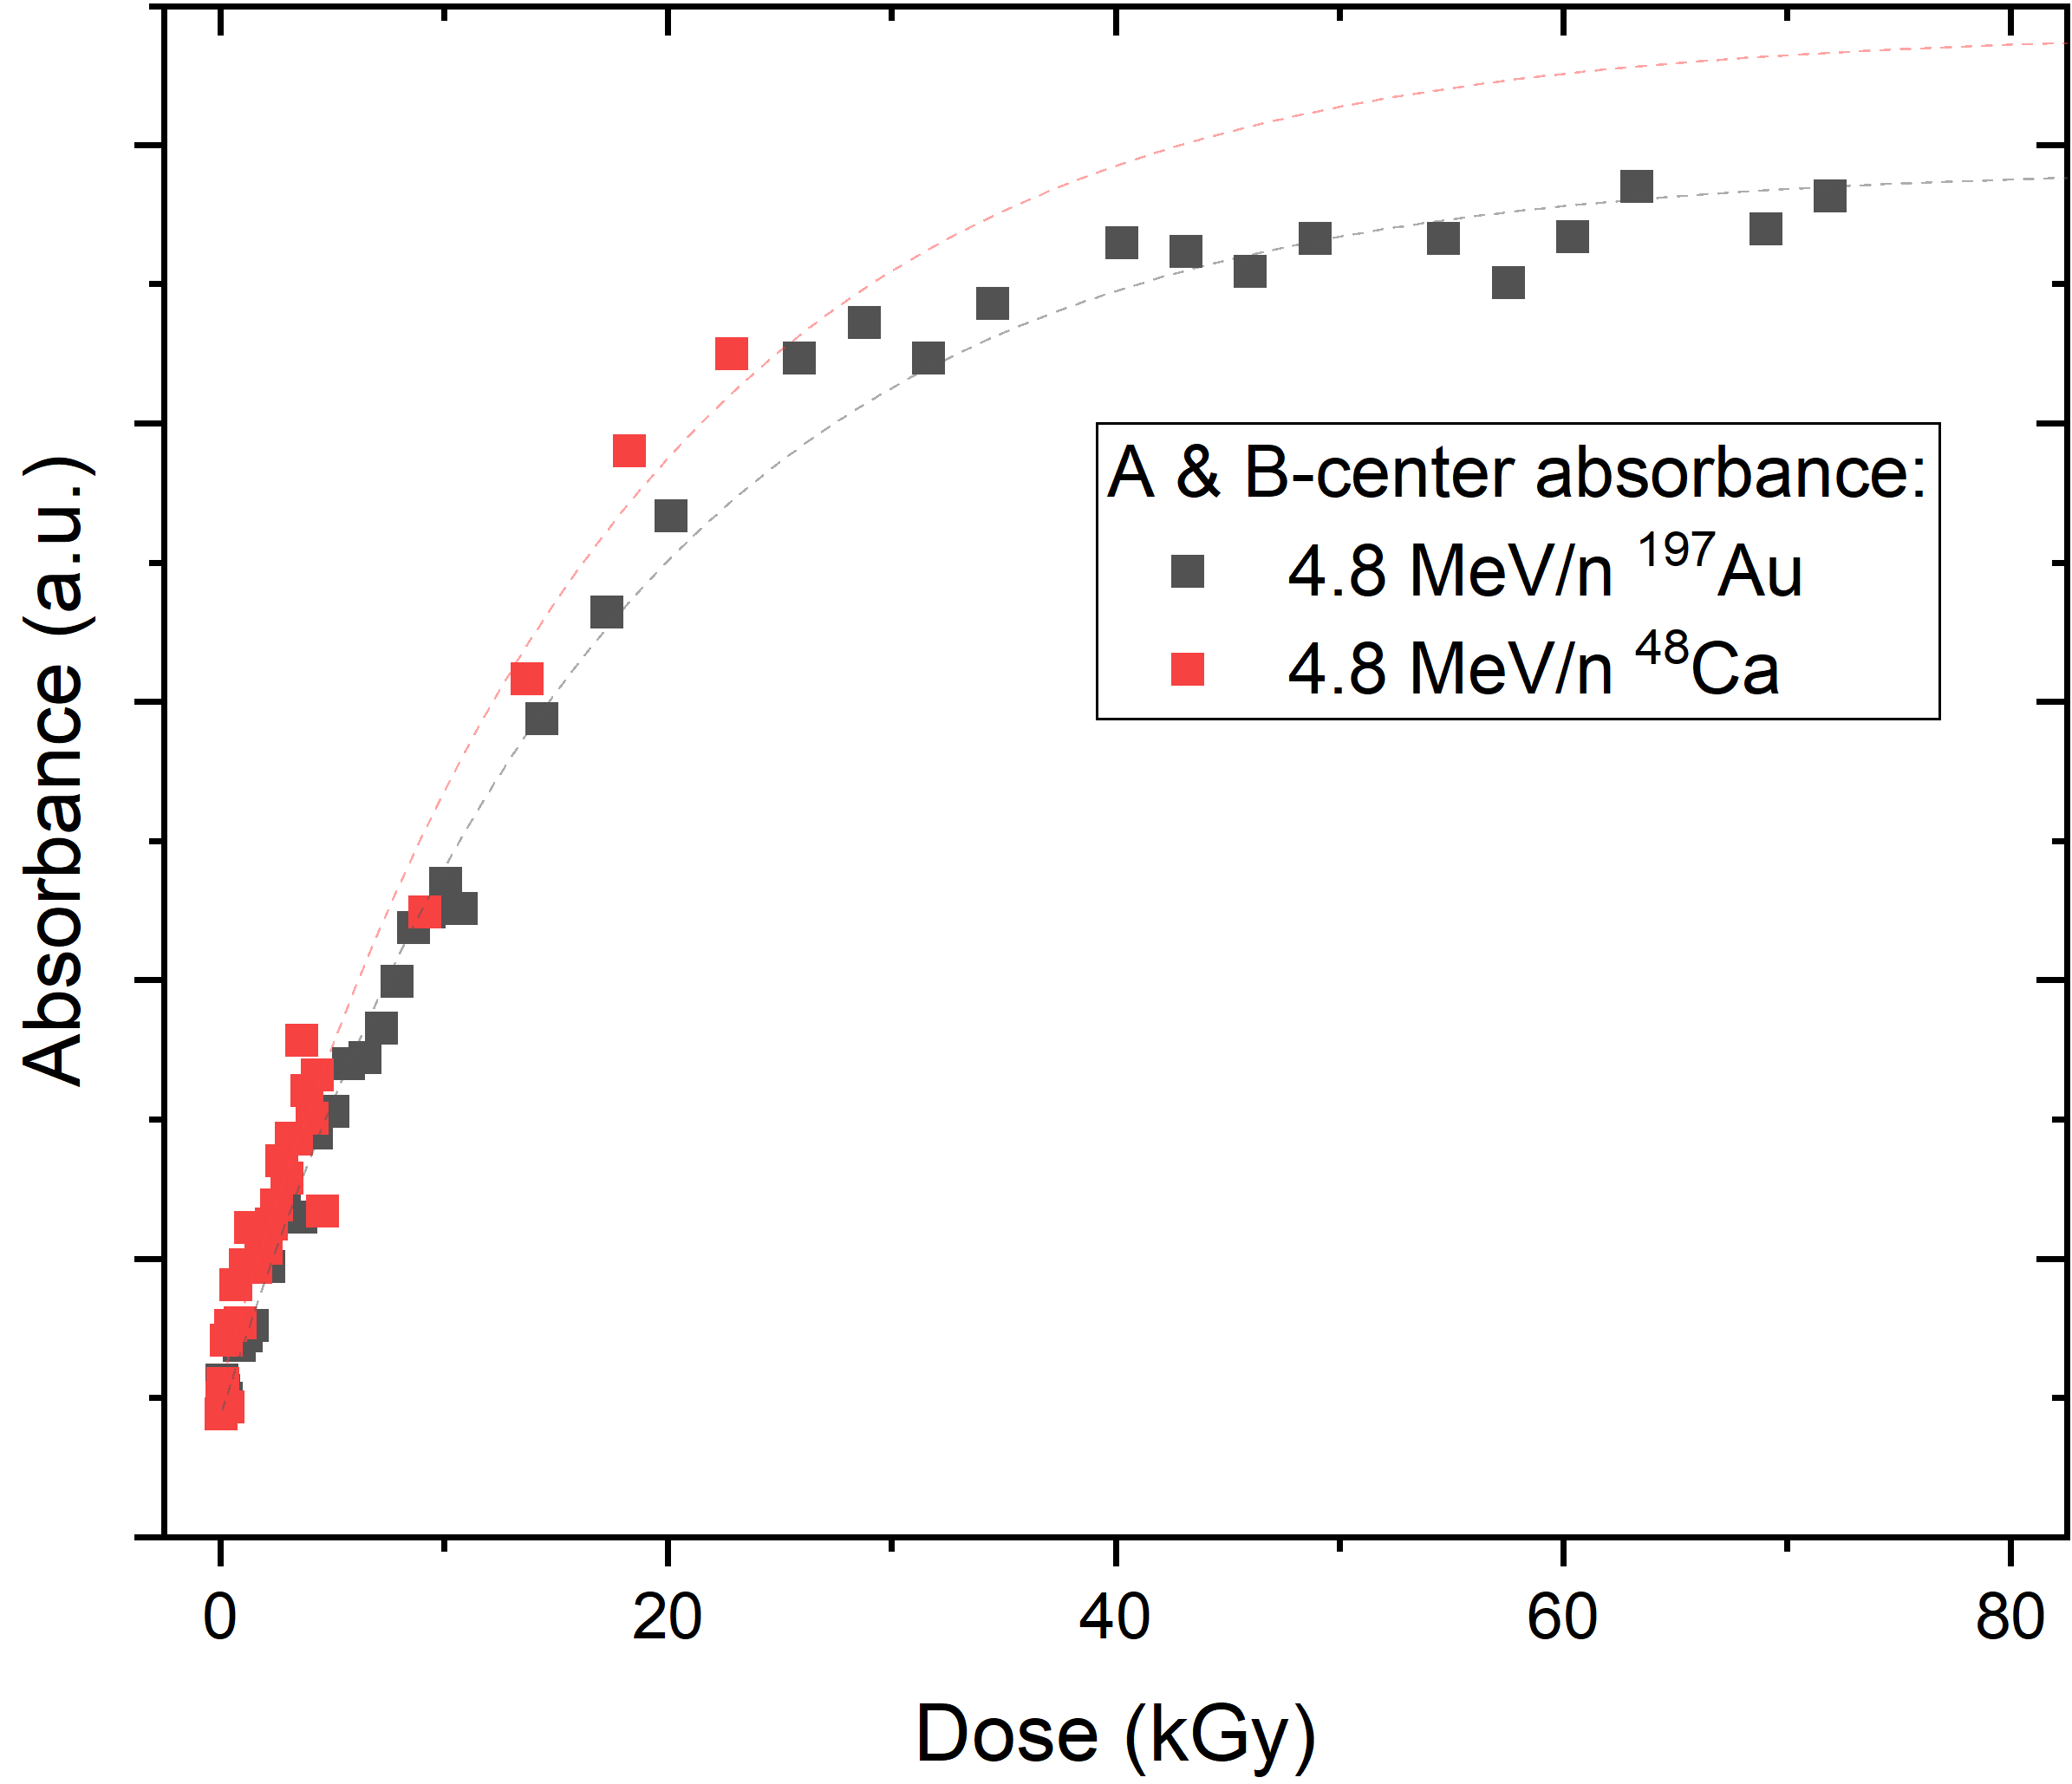 Absorbance (a.u.)
A & B-center absorbance:
4.8 MeV/n ¹⁹⁷Au
4.8 MeV/n ⁴⁸Ca
0 20 40 60 80
Dose (kGy)